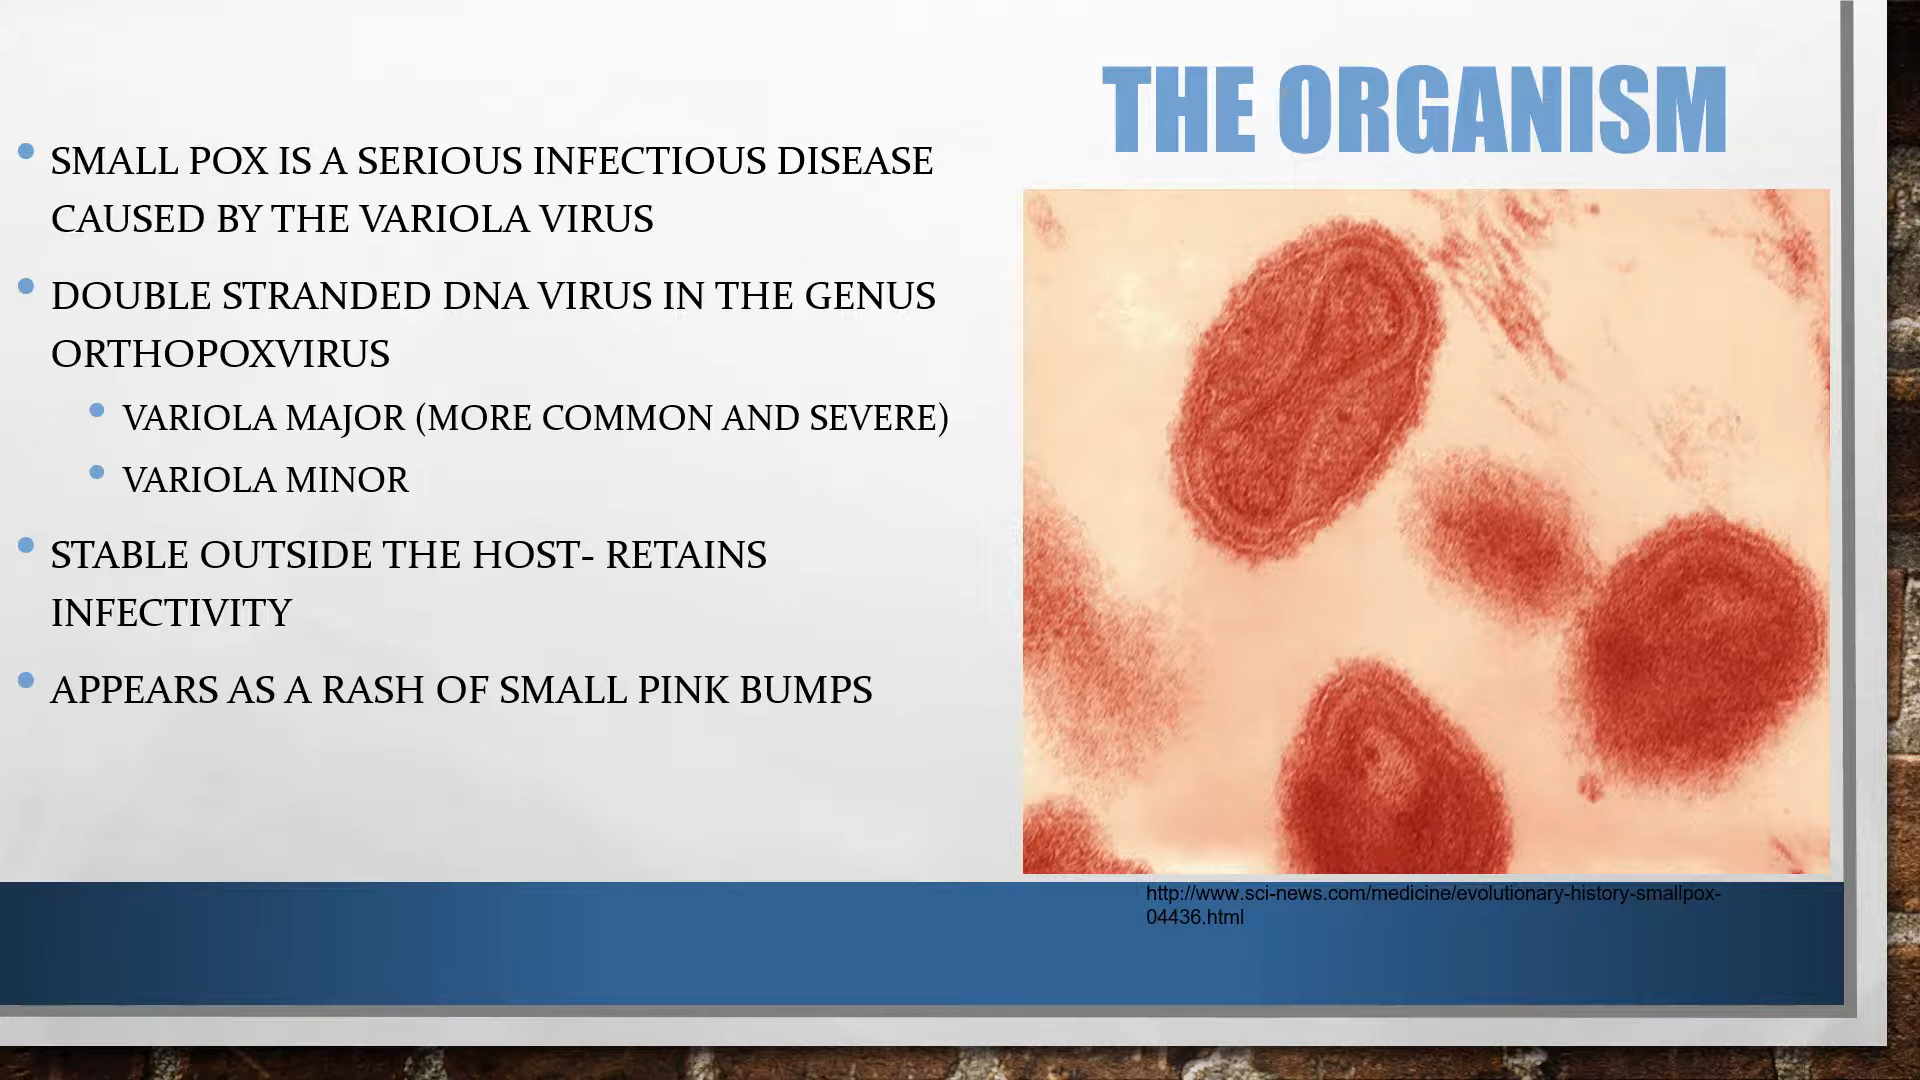 THE ORGANISM
SMALL POX IS A SERIOUS INFECTIOUS DISEASE
CAUSED BY THE VARIOLA VIRUS
DOUBLE STRANDED DNA VIRUS IN THE GENUS
ORTHOPOXVIRUS
VARIOLA MAJOR (MORE COMMON AND SEVERE)
VARIOLA MINOR
STABLE OUTSIDE THE HOST- RETAINS
INFECTIVITY
APPEARS AS A RASH OF SMALL PINK BUMPS
http://www.sci-news.com/medicine/evolutionary-history-smallpox-
04436.html